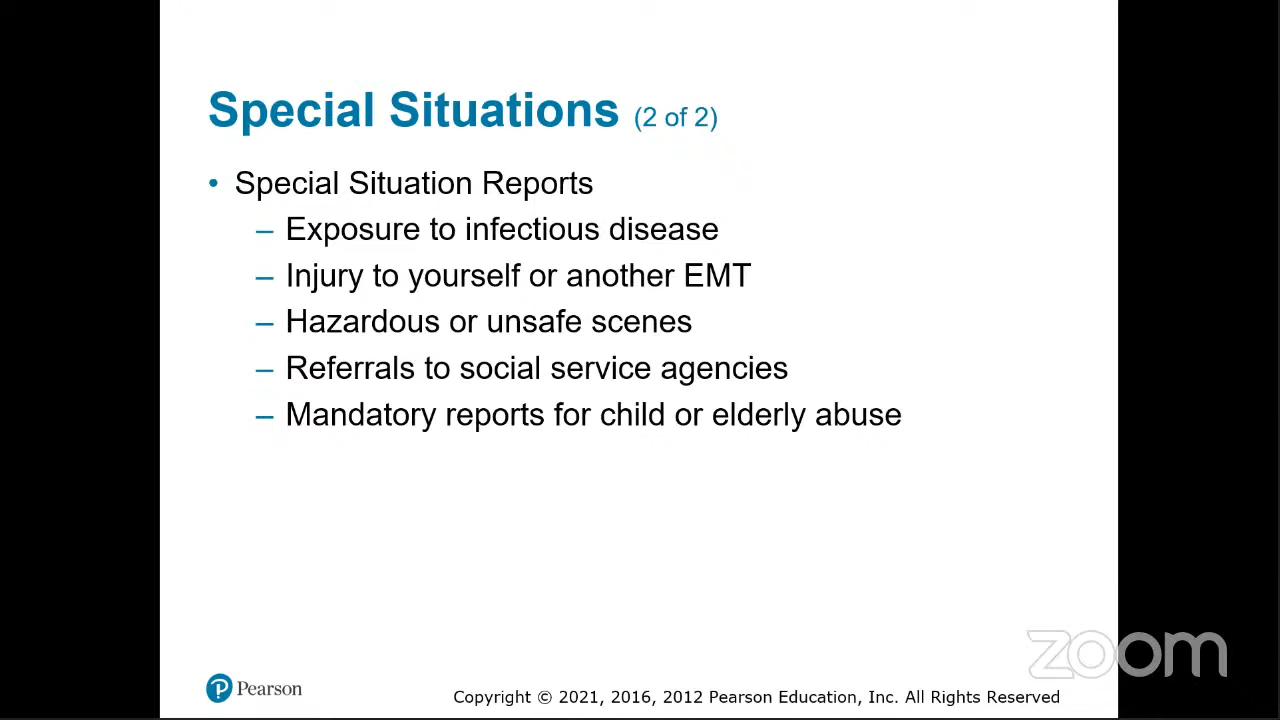 Special Situations (2 of 2)
• Special Situation Reports
– Exposure to infectious disease
– Injury to yourself or another EMT
– Hazardous or unsafe scenes
– Referrals to social service agencies
– Mandatory reports for child or elderly abuse
zoom
Pearson
Copyright © 2021, 2016, 2012 Pearson Education, Inc. All Rights Reserved